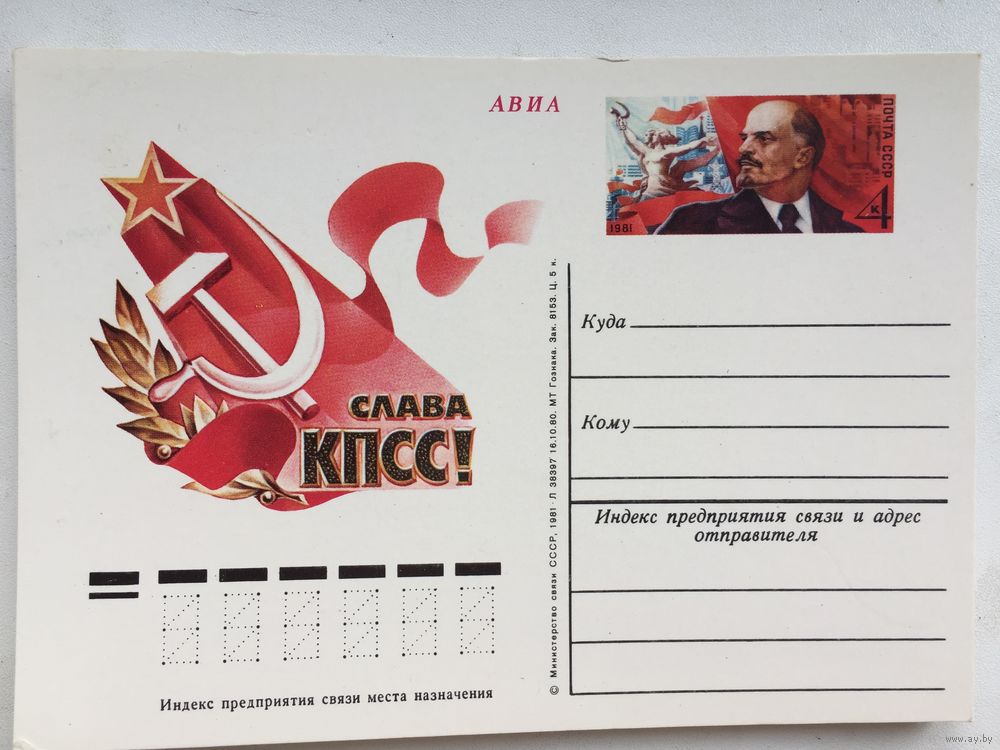 АВИА
ПОЧТА СССР
4 К
1981
СЛАВА
КПСС!
Куда
Кому
Индекс предприятия связи и адрес
отправителя
© Министерство связи СССР, 1981. Л 38397 16.10.80. МТ Гознака. Зак. 8153. Ц. 5 к.
Индекс предприятия связи места назначения
www.ay.by